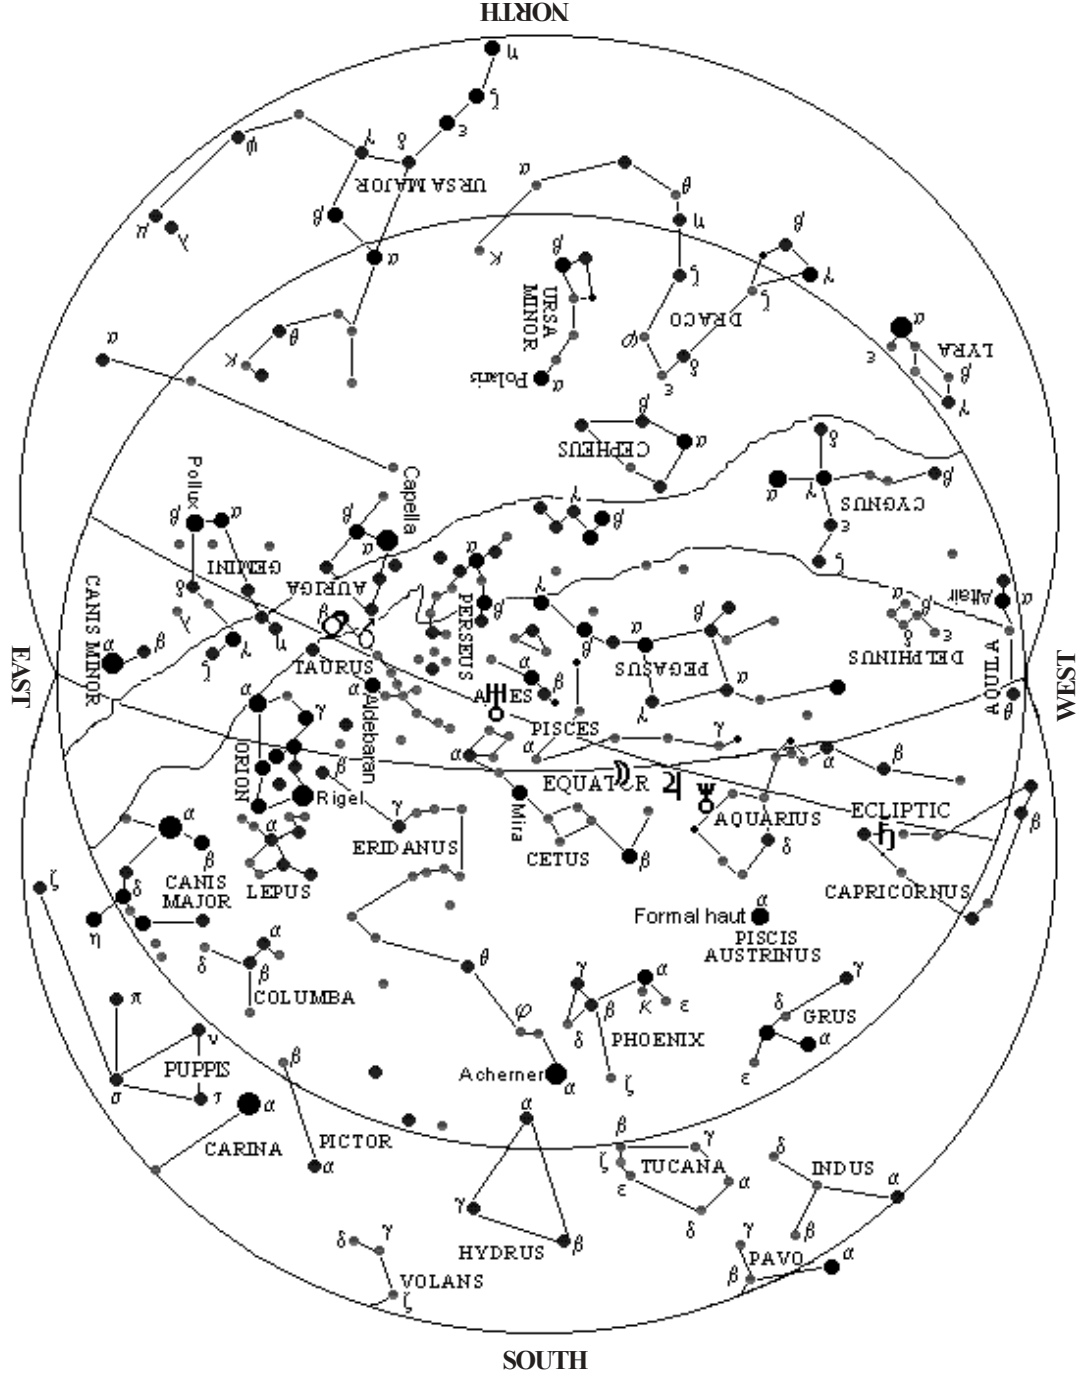 NORTH
η
ζ
ε
γ
δ
ψ
URSA MAJOR
β
μ
λ
α
α
θ
κ
η
β
β
γ
ζ
ζ
URSA
MINOR
DRACO
θ
κ
φ
δ
ε
α
ε
LYRA
β
γ
α
Polaris
α
β
CEPHEUS
α
δ
α
γ
β
CYGNUS
ε
ζ
Pollux
β
α
GEMINI
δ
λ
ζ
γ
η
Capella
β
α
AURIGA
β
α
PERSEUS
β
γ
β
γ
β
α
β
PEGASUS
γ
α
α
β
δ
ε
DELPHINUS
Altair
α
AQUILA
θ
CANIS MINOR
α
β
EAST
WEST
TAURUS
α
Aldebaran
α
β
ARIES
PISCES
α
α
γ
α
γ
ORION
β
Rigel
EQUATOR
Mira
α
β
AQUARIUS
δ
ECLIPTIC
β
α
β
CANIS
MAJOR
δ
η
ζ
α
LEPUS
γ
ERIDANUS
CETUS
β
CAPRICORNUS
α
Formal haut
PISCIS
AUSTRINUS
δ
α
β
COLUMBA
θ
φ
γ
α
κ
ε
β
δ
PHOENIX
ζ
γ
δ
GRUS
α
ε
π
ν
PUPPIS
σ
τ
β
Acherner
α
α
CARINA
PICTOR
α
α
γ
HYDRUS
β
β
γ
ζ
TUCANA
ε
α
δ
δ
INDUS
α
β
γ
PAVO
α
β
δ
γ
VOLANS
ζ
SOUTH